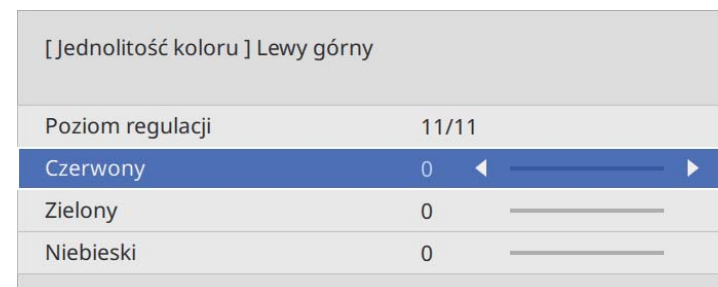 [ Jednolitość koloru ] Lewy górny
Poziom regulacji 11/11
Czerwony 0
Zielony 0
Niebieski 0